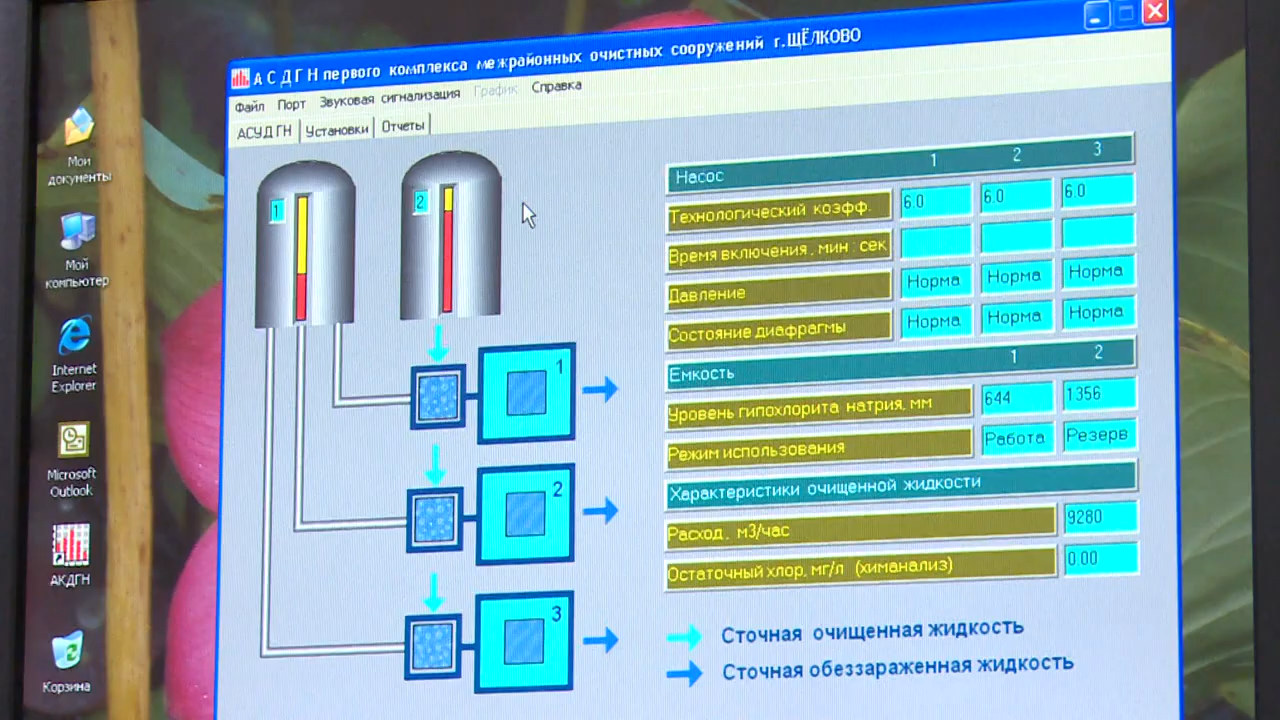 А С Д Г Н первого комплекса межрайонных очистных сооружений г.ЩЁЛКОВО
Файл Порт Звуковая сигнализация График Справка
АСУД ГН Установки Отчеты
Мои документы
Мой компьютер
Internet Explorer
Microsoft Outlook
АКДГН
Корзина
1
2
1
2
3
Насос 1 2 3
Технологический коэфф. 6.0 6.0 6.0
Время включения, мин : сек
Давление Норма Норма Норма
Состояние диафрагмы Норма Норма Норма
Емкость 1 2
Уровень гипохлорита натрия, мм 644 1356
Режим использования Работа Резерв
Характеристики очищенной жидкости
Расход, м3/час 9280
Остаточный хлор, мг/л (химанализ) 0.00
Сточная очищенная жидкость
Сточная обеззараженная жидкость